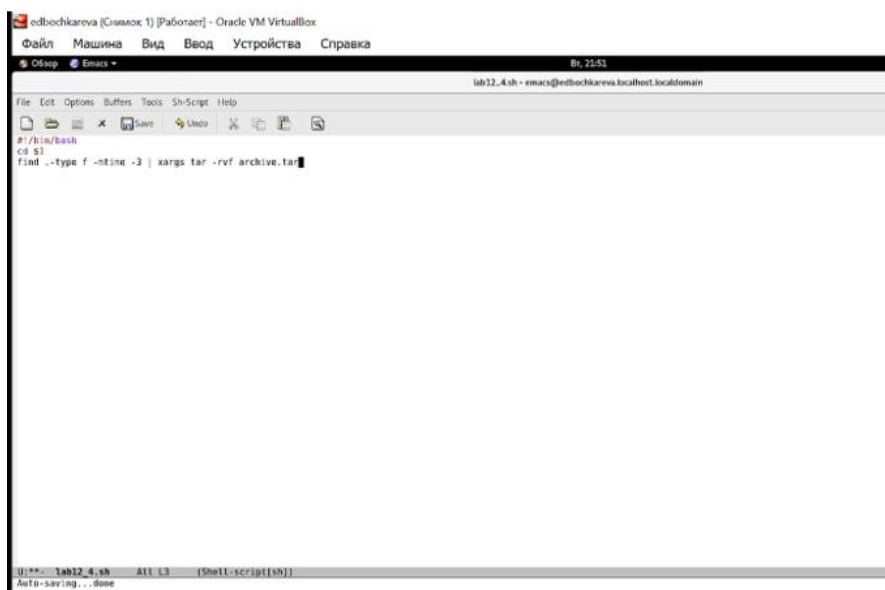 edbochkareva (Снимок 1) [Работает] - Oracle VM VirtualBox
Файл Машина Вид Ввод Устройства Справка
Обзор Emacs Вт, 21:51
lab12_4.sh - emacs@edbochkareva.localhost.localdomain
File Edit Options Buffers Tools Sh-Script Help
Save Undo
#!/bin/bash
cd $1
find .-type f -mtime -3 | xargs tar -rvf archive.tar
U:**- lab12_4.sh All L3 (Shell-script[sh])
Auto-saving...done